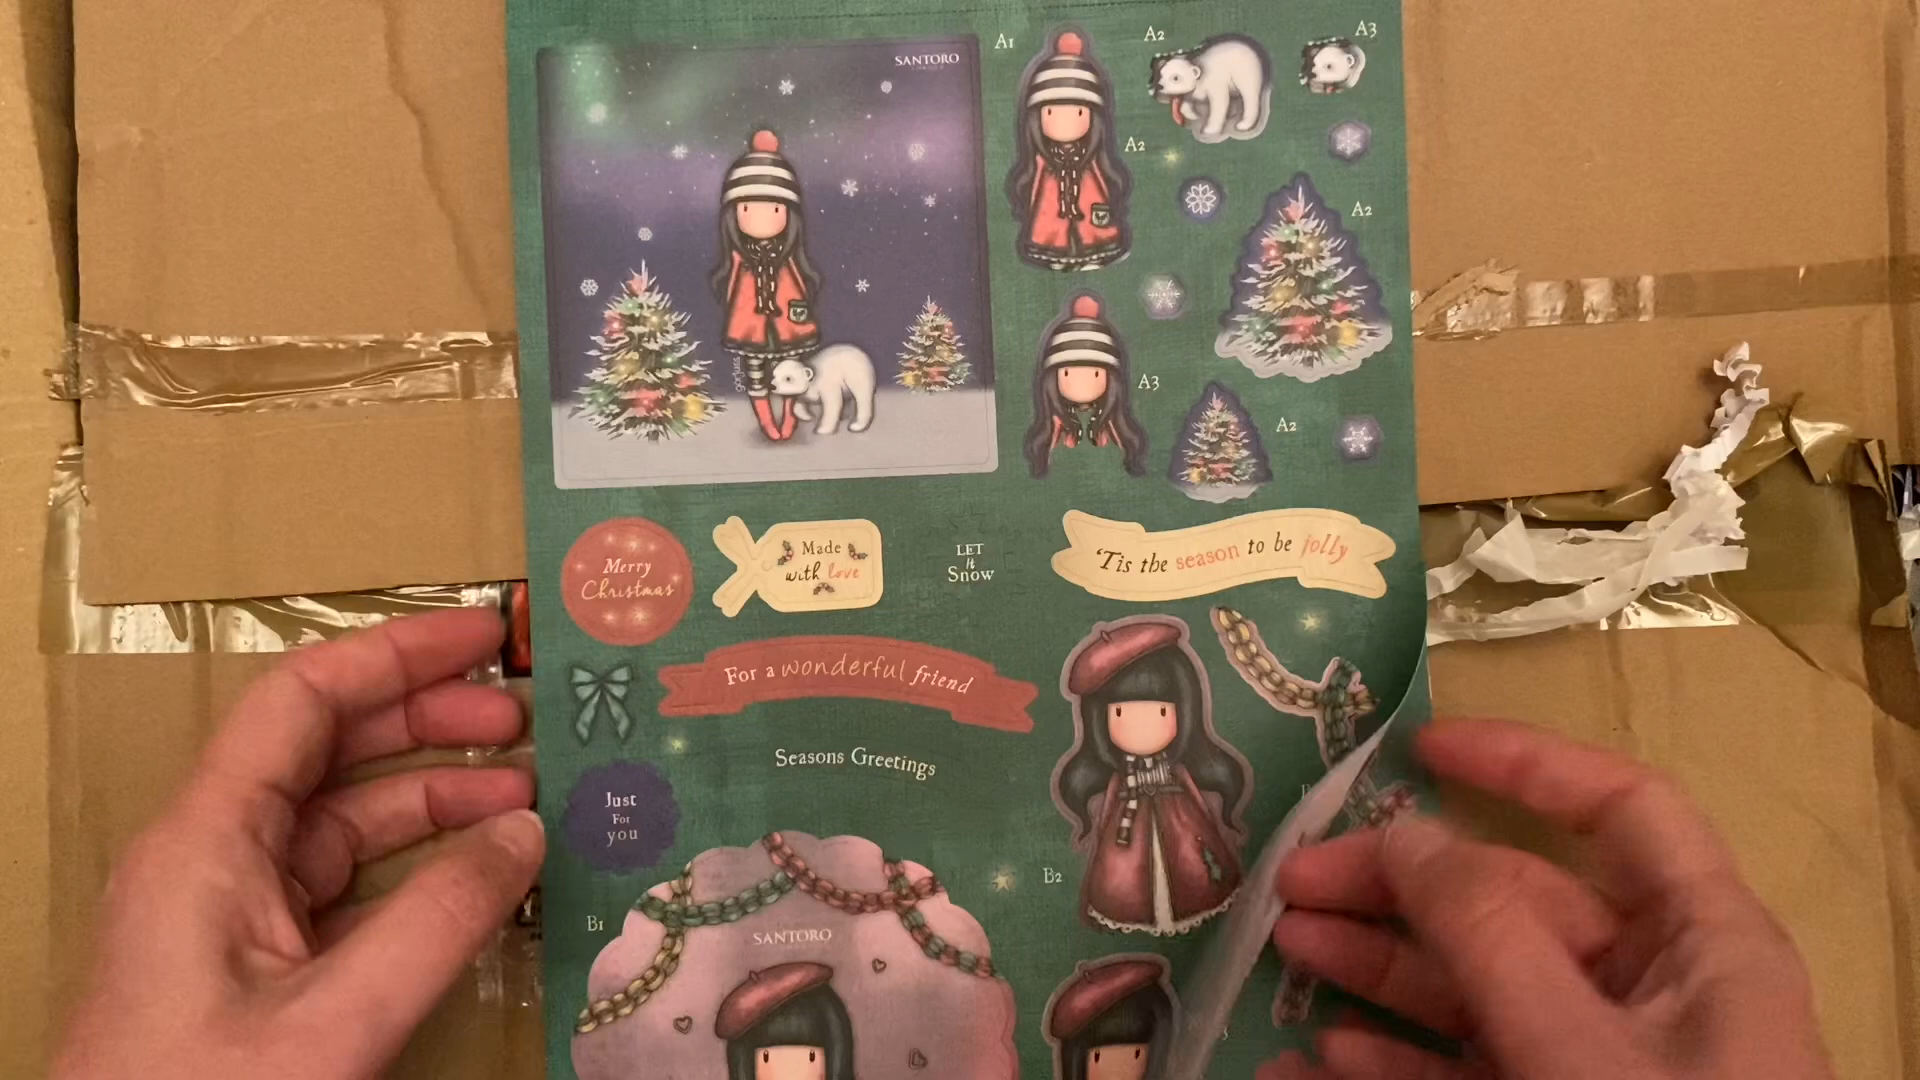 SANTORO
gorjuss
A1
A2
A3
A2
A2
A3
A2
Merry
Christmas
Made
with love
LET
It
Snow
'Tis the season to be jolly
For a wonderful friend
Seasons Greetings
Just
For
you
B2
B1
SANTORO